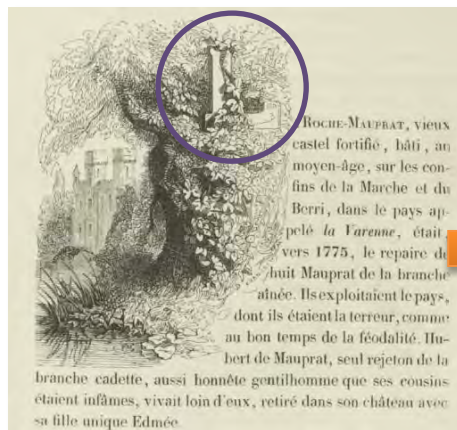 L
ROCHE-MAUPRAT, vieux
castel fortifié, bâti, au
moyen-âge, sur les con-
fins de la Marche et du
Berri, dans le pays ap-
pelé la Varenne, était,
vers 1775, le repaire de
huit Mauprat de la branche
aînée. Ils exploitaient le pays,
dont ils étaient la terreur, comme
au bon temps de la féodalité. Hu-
bert de Mauprat, seul rejeton de la
branche cadette, aussi honnête gentilhomme que ses cousins
étaient infâmes, vivait loin d'eux, retiré dans son château avec
sa fille unique Edmée